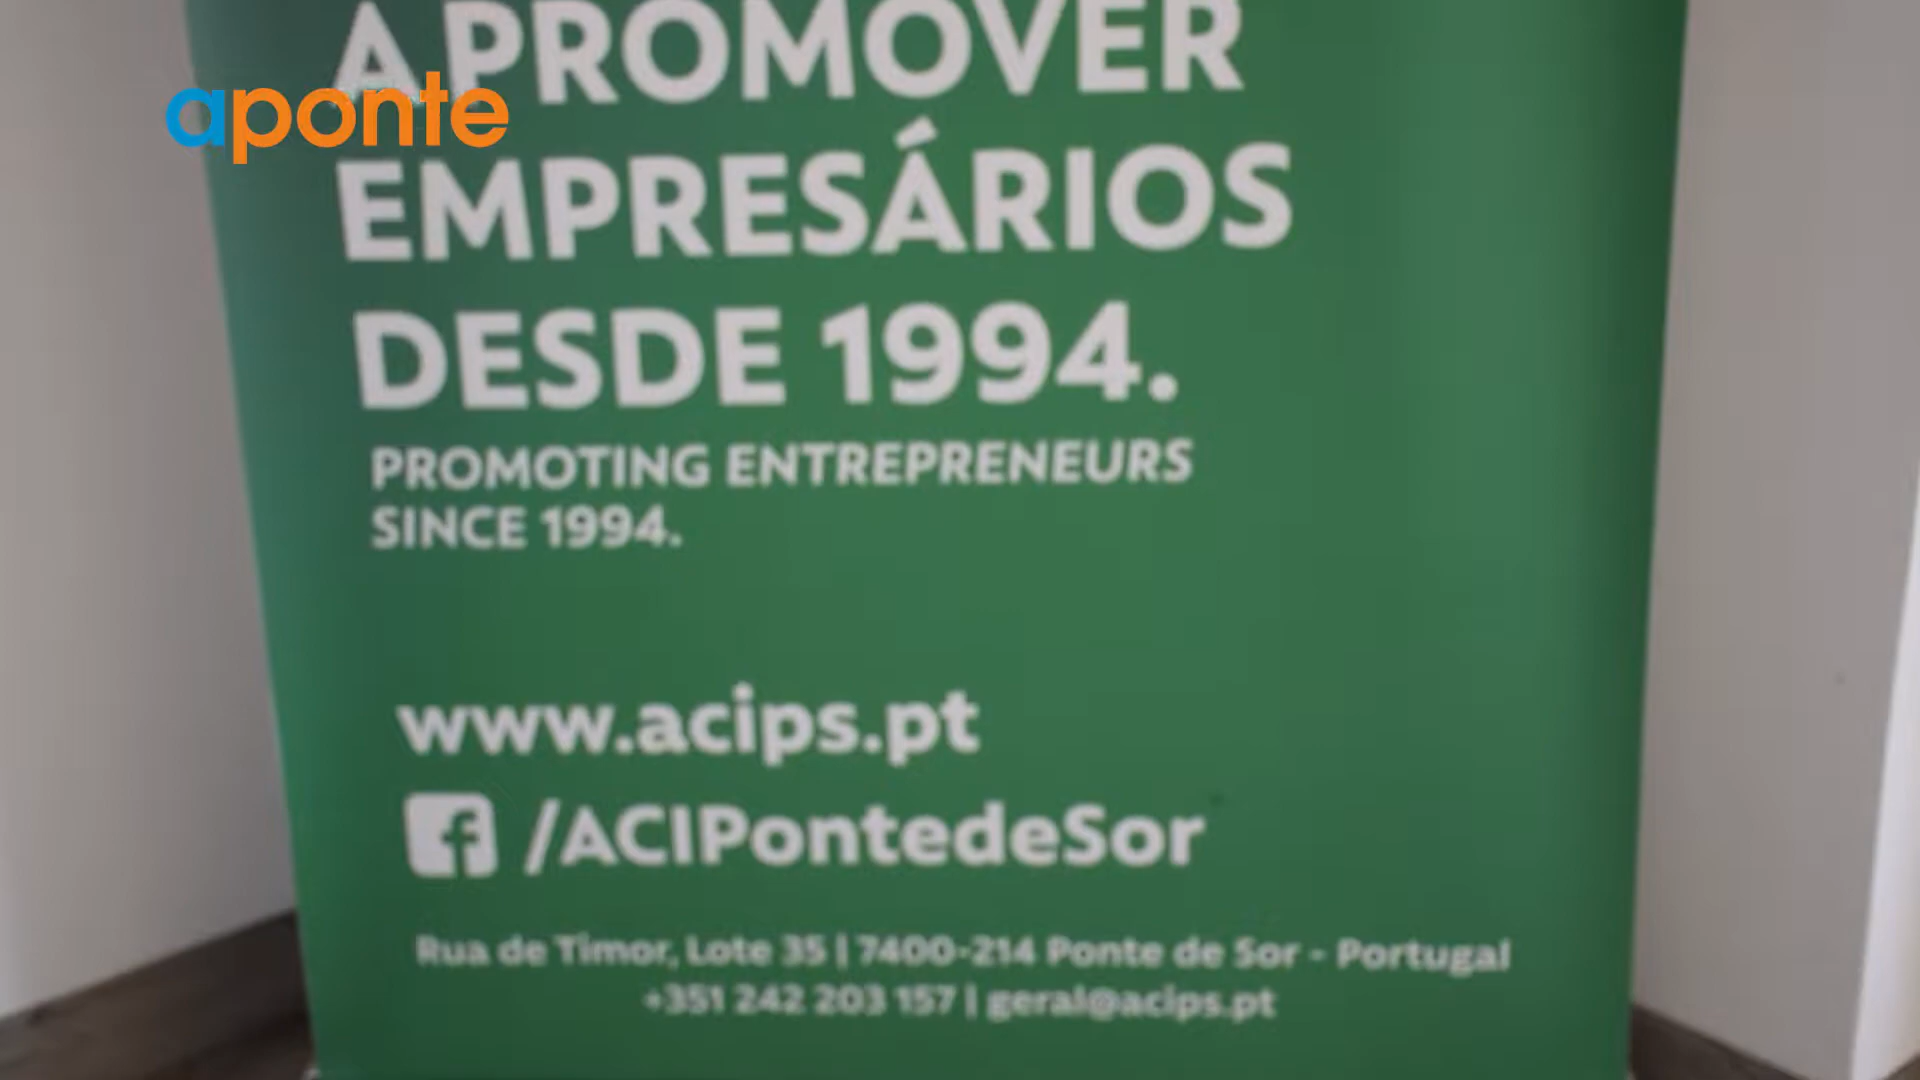 A PROMOVER
aponte
EMPRESÁRIOS
DESDE 1994.
PROMOTING ENTREPRENEURS
SINCE 1994.
www.acips.pt
/ACIPontedeSor
Rua de Timor, Lote 35 | 7400-214 Ponte de Sor - Portugal
+351 242 203 157 | geral@acips.pt